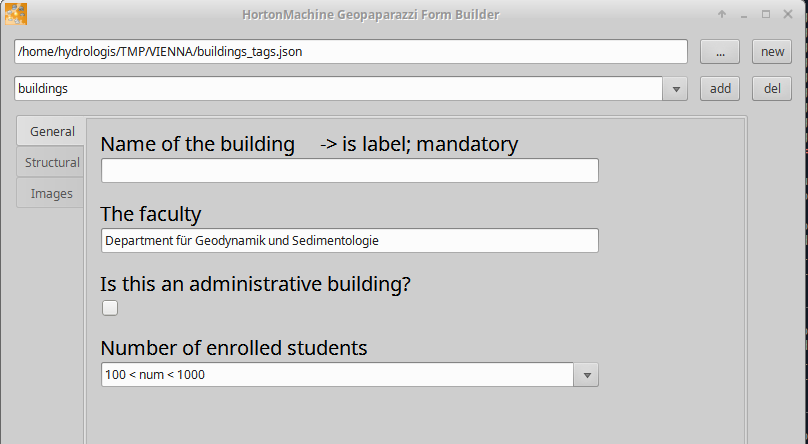 HortonMachine Geopaparazzi Form Builder
/home/hydrologis/TMP/VIENNA/buildings_tags.json ... new
buildings add del
General
Structural
Images
Name of the building -> is label; mandatory
The faculty
Department für Geodynamik und Sedimentologie
Is this an administrative building?
Number of enrolled students
100 < num < 1000